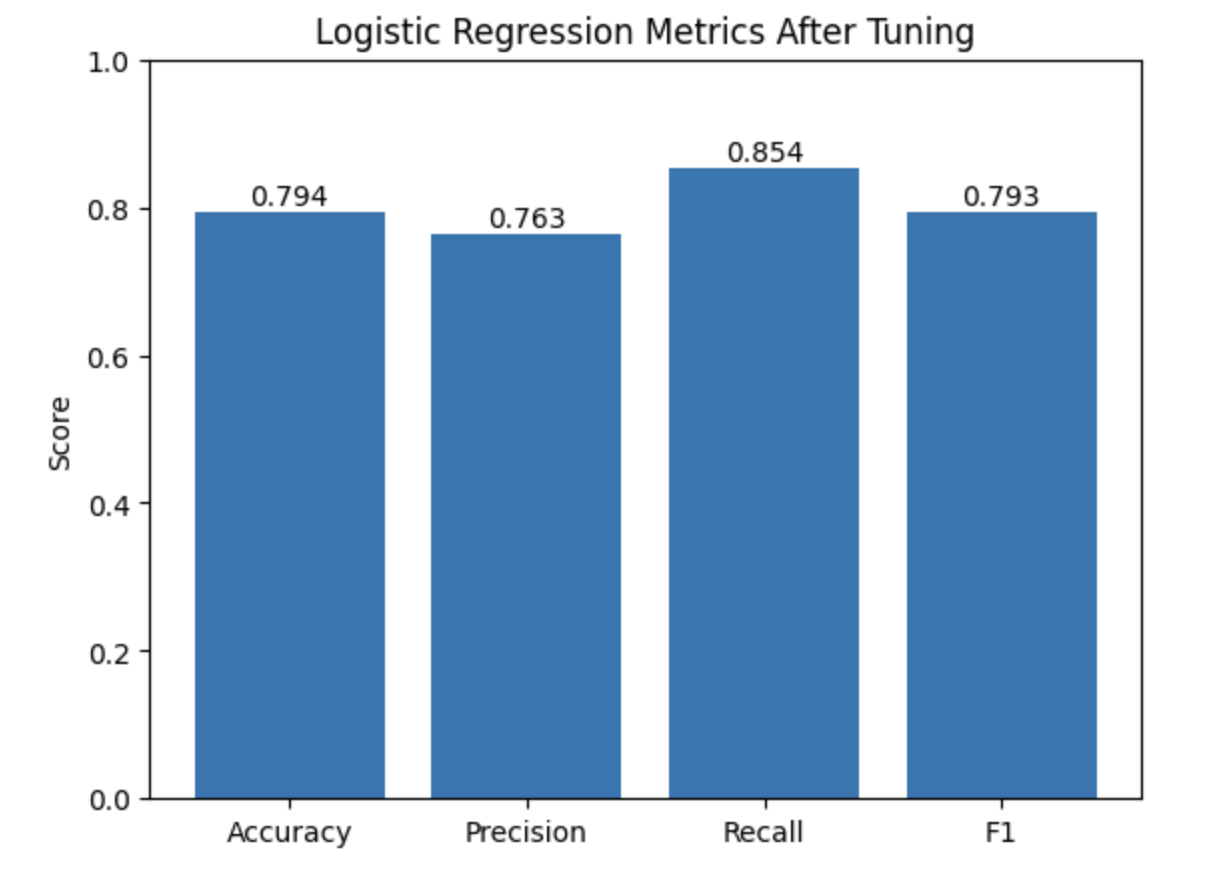 Logistic Regression Metrics After Tuning
1.0
0.8
0.6
0.4
0.2
0.0
Score
0.794
0.763
0.854
0.793
Accuracy
Precision
Recall
F1